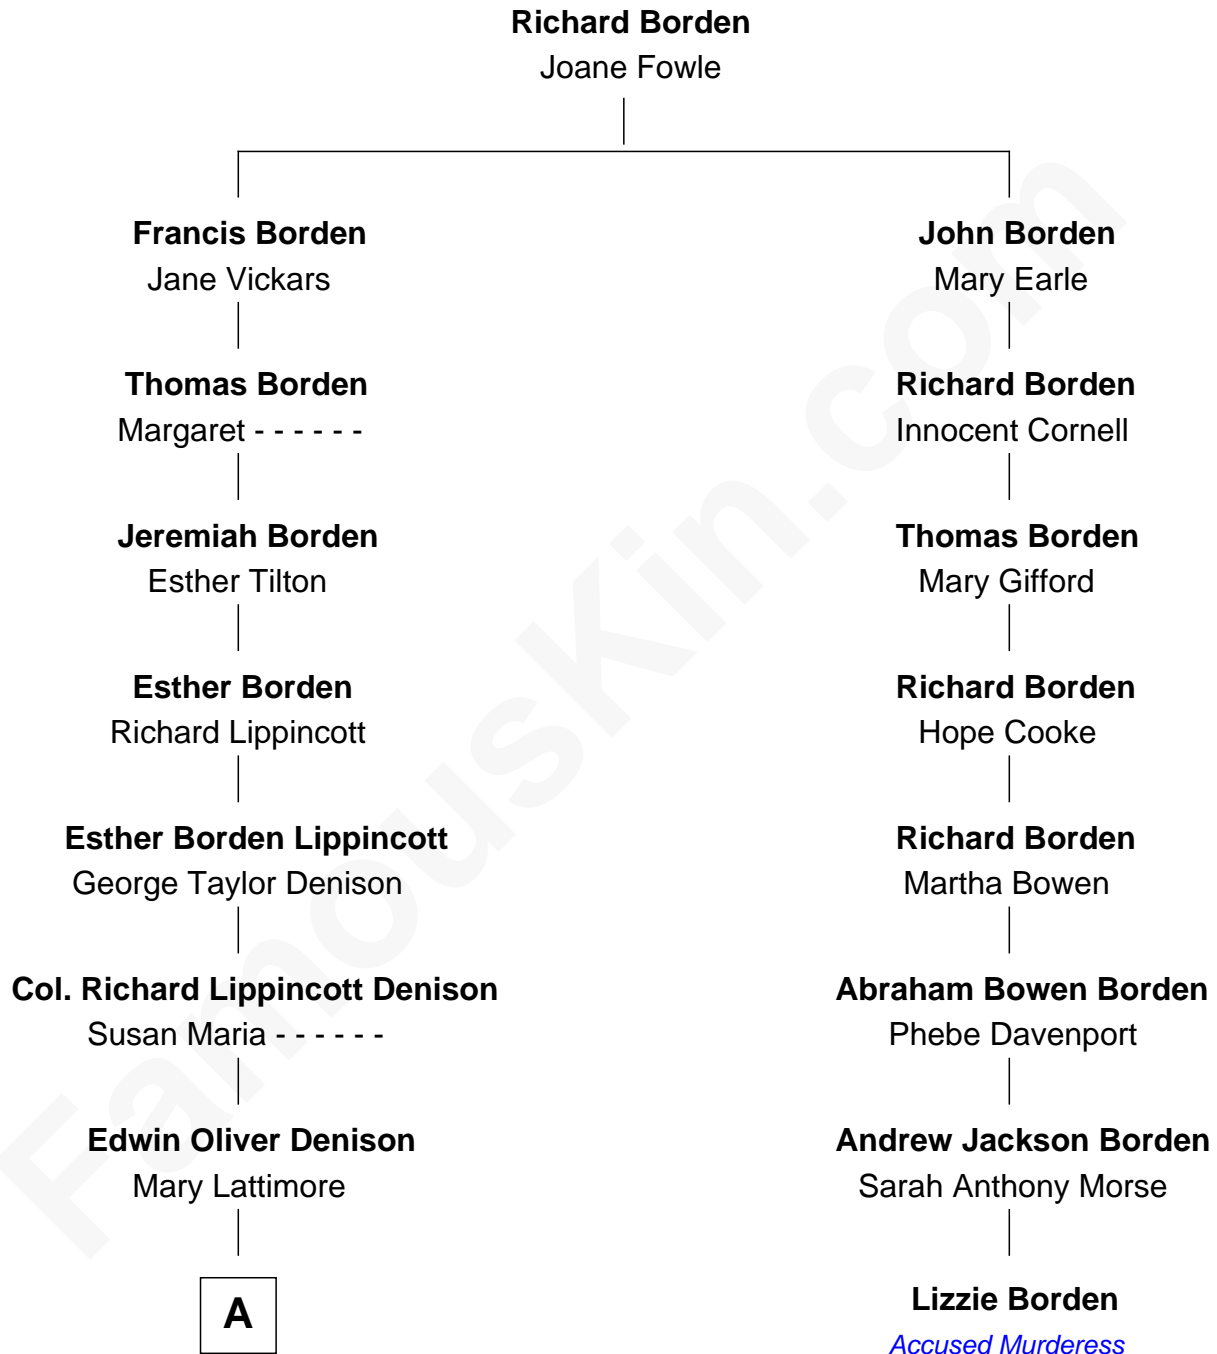 Richard Borden
Joane Fowle
Francis Borden
Jane Vickars
John Borden
Mary Earle
Thomas Borden
Margaret - - - - - -
Richard Borden
Innocent Cornell
Jeremiah Borden
Esther Tilton
Thomas Borden
Mary Gifford
Esther Borden
Richard Lippincott
Richard Borden
Hope Cooke
Esther Borden Lippincott
George Taylor Denison
Richard Borden
Martha Bowen
Col. Richard Lippincott Denison
Susan Maria - - - - - -
Abraham Bowen Borden
Phebe Davenport
Edwin Oliver Denison
Mary Lattimore
Andrew Jackson Borden
Sarah Anthony Morse
A
Lizzie Borden
Accused Murderess
FamousKin.com